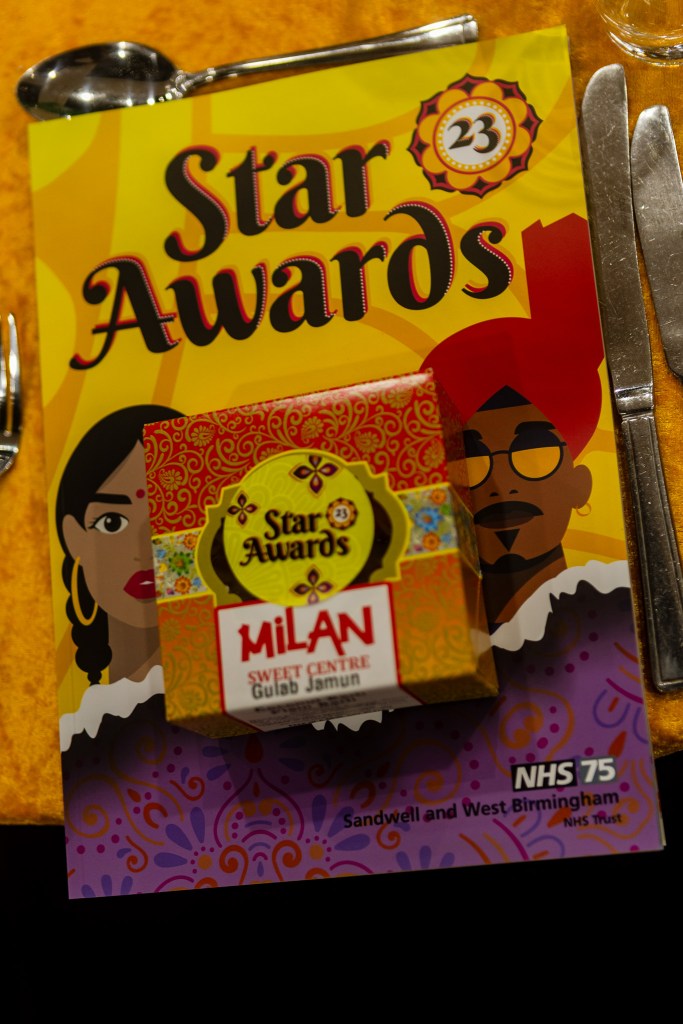 23
Star
Awards
Star 23
Awards
MiLAN
SWEET CENTRE
Gulab Jamun
NHS 75
Sandwell and West Birmingham
NHS Trust